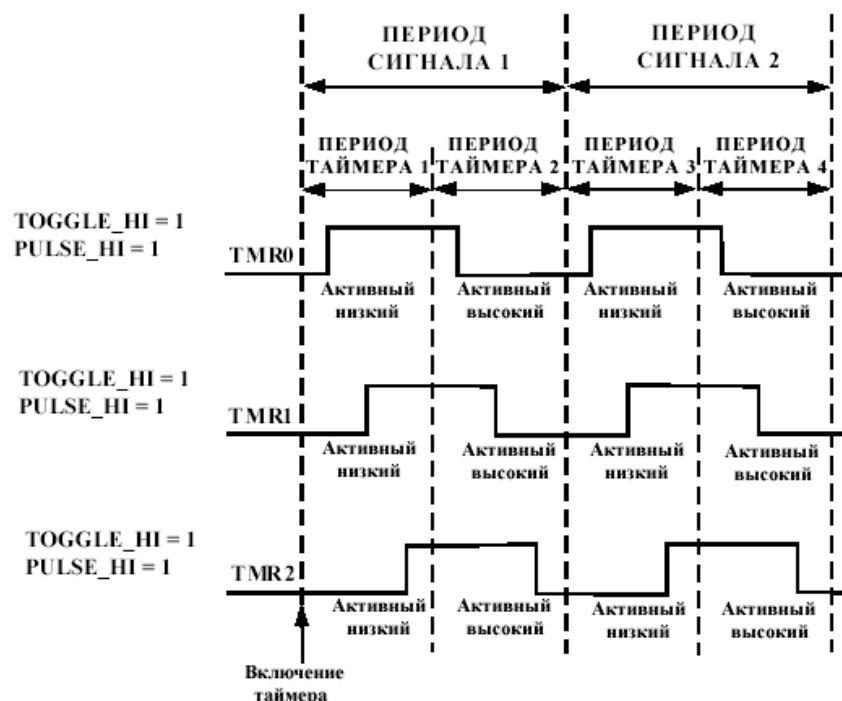 ПЕРИОД
СИГНАЛА 1
ПЕРИОД
СИГНАЛА 2
ПЕРИОД
ТАЙМЕРА 1
ПЕРИОД
ТАЙМЕРА 2
ПЕРИОД
ТАЙМЕРА 3
ПЕРИОД
ТАЙМЕРА 4
TOGGLE_HI = 1
PULSE_HI = 1
TMR0
Активный
низкий
Активный
высокий
Активный
низкий
Активный
высокий
TOGGLE_HI = 1
PULSE_HI = 1
TMR1
Активный
низкий
Активный
высокий
Активный
низкий
Активный
высокий
TOGGLE_HI = 1
PULSE_HI = 1
TMR2
Активный
низкий
Активный
высокий
Активный
низкий
Активный
высокий
Включение
таймера